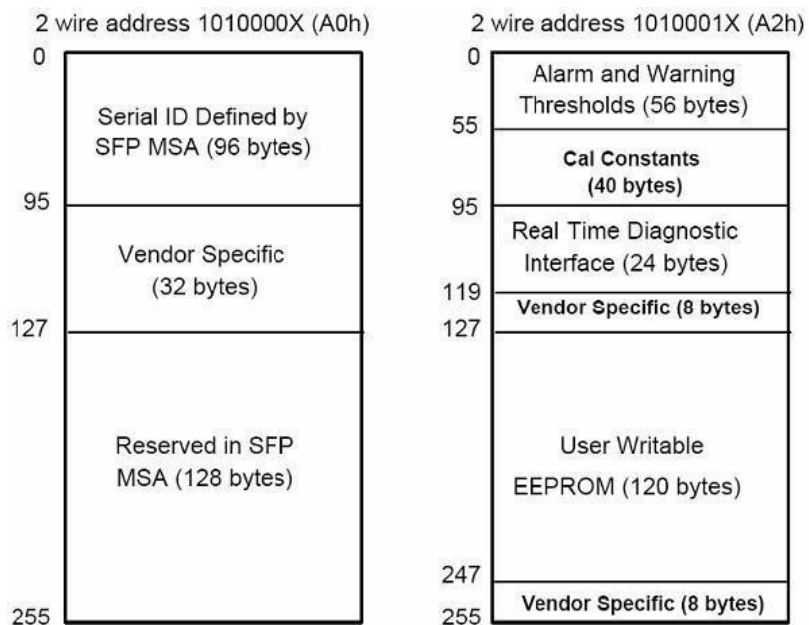 2 wire address 1010000X (A0h)
0
Serial ID Defined by
SFP MSA (96 bytes)
95
Vendor Specific
(32 bytes)
127
Reserved in SFP
MSA (128 bytes)
255
2 wire address 1010001X (A2h)
0
Alarm and Warning
Thresholds (56 bytes)
55
Cal Constants
(40 bytes)
95
Real Time Diagnostic
Interface (24 bytes)
119
Vendor Specific (8 bytes)
127
User Writable
EEPROM (120 bytes)
247
Vendor Specific (8 bytes)
255